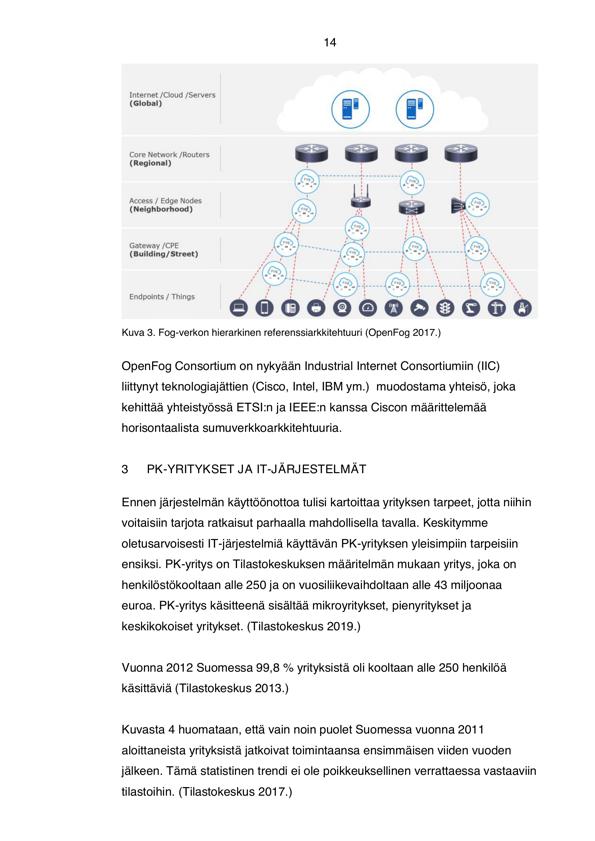 14
Internet /Cloud /Servers
(Global)
Core Network /Routers
(Regional)
Access / Edge Nodes
(Neighborhood)
Gateway /CPE
(Building/Street)
Endpoints / Things
Kuva 3. Fog-verkon hierarkinen referenssiarkkitehtuuri (OpenFog 2017.)
OpenFog Consortium on nykyään Industrial Internet Consortiumiin (IIC)
liittynyt teknologiajättien (Cisco, Intel, IBM ym.) muodostama yhteisö, joka
kehittää yhteistyössä ETSI:n ja IEEE:n kanssa Ciscon määrittelemää
horisontaalista sumuverkkoarkkitehtuuria.
3 PK-YRITYKSET JA IT-JÄRJESTELMÄT
Ennen järjestelmän käyttöönottoa tulisi kartoittaa yrityksen tarpeet, jotta niihin
voitaisiin tarjota ratkaisut parhaalla mahdollisella tavalla. Keskitymme
oletusarvoisesti IT-järjestelmiä käyttävän PK-yrityksen yleisimpiin tarpeisiin
ensiksi. PK-yritys on Tilastokeskuksen määritelmän mukaan yritys, joka on
henkilöstökooltaan alle 250 ja on vuosiliikevaihdoltaan alle 43 miljoonaa
euroa. PK-yritys käsitteenä sisältää mikroyritykset, pienyritykset ja
keskikokoiset yritykset. (Tilastokeskus 2019.)
Vuonna 2012 Suomessa 99,8 % yrityksistä oli kooltaan alle 250 henkilöä
käsittäviä (Tilastokeskus 2013.)
Kuvasta 4 huomataan, että vain noin puolet Suomessa vuonna 2011
aloittaneista yrityksistä jatkoivat toimintaansa ensimmäisen viiden vuoden
jälkeen. Tämä statistinen trendi ei ole poikkeuksellinen verrattaessa vastaaviin
tilastoihin. (Tilastokeskus 2017.)